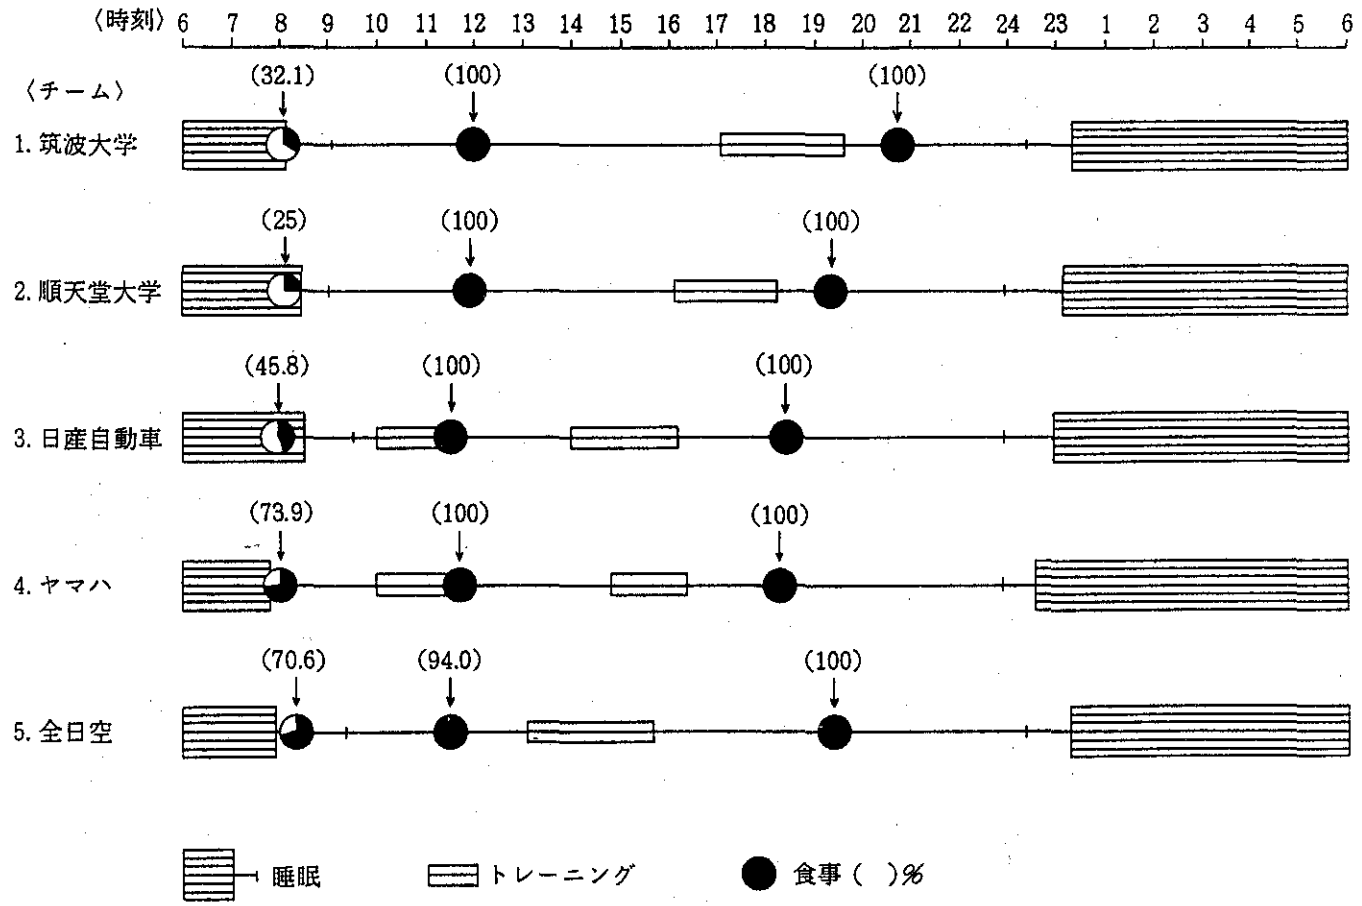 〈時刻〉 6 7 8 9 10 11 12 13 14 15 16 17 18 19 20 21 22 24 23 1 2 3 4 5 6
〈チーム〉
(32.1) (100) (100)
1. 筑波大学
(25) (100) (100)
2. 順天堂大学
(45.8) (100) (100)
3. 日産自動車
(73.9) (100) (100)
4. ヤマハ
(70.6) (94.0) (100)
5. 全日空
睡眠 トレーニング 食事 ( )%